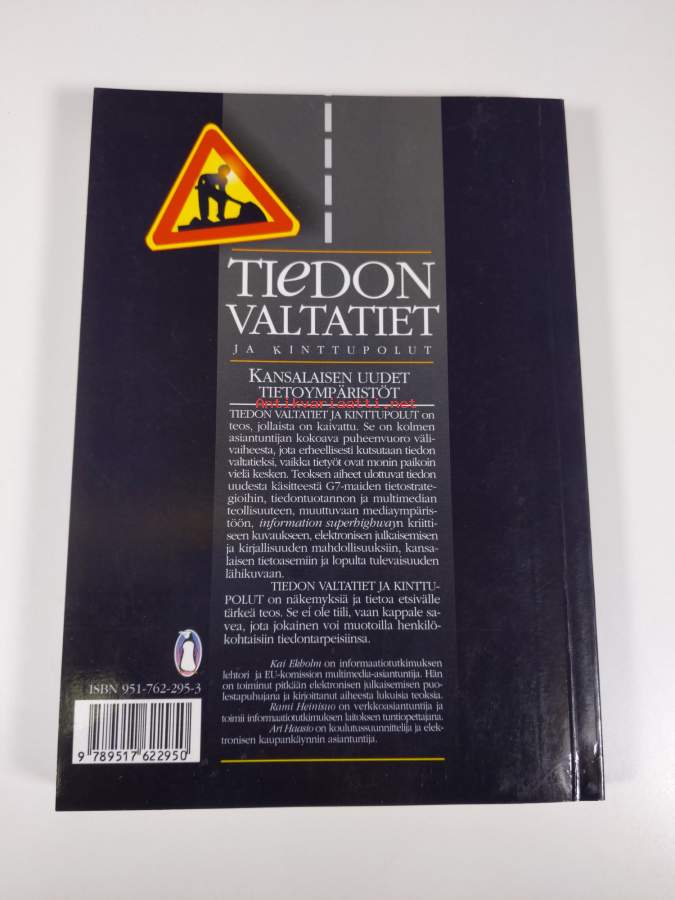 TIeDON
VALTATIET
JA KINTTUPOLUT
KANSALAISEN UUDET
TIETOYMPÄRISTÖT
Antikvariaatti.net
TIEDON VALTATIET JA KINTTUPOLUT on
teos, jollaista on kaivattu. Se on kolmen
asiantuntijan kokoava puheenvuoro väli-
vaiheesta, jota erheellisesti kutsutaan tiedon
valtatieksi, vaikka tietyöt ovat monin paikoin
vielä kesken. Teoksen aiheet ulottuvat tiedon
uudesta käsitteestä G7-maiden tietostrate-
gioihin, tiedontuotannon ja multimedian
teollisuuteen, muuttuvaan mediaympäris-
töön, information superhighwayn kriitti-
seen kuvaukseen, elektronisen julkaisemisen
ja kirjallisuuden mahdollisuuksiin, kansa-
laisen tietoasemiin ja lopulta tulevaisuuden
lähikuvaan.
TIEDON VALTATIET JA KINTTU-
POLUT on näkemyksiä ja tietoa etsivälle
tärkeä teos. Se ei ole tiili, vaan kappale sa-
vea, jota jokainen voi muotoilla henkilö-
kohtaisiin tiedontarpeisiinsa.
Kai Ekholm on informaatiotutkimuksen
lehtori ja EU-komission multimedia-asiantuntija. Hän
on toiminut pitkään elektronisen julkaisemisen puo-
lestapuhujana ja kirjoittanut aiheesta lukuisia teoksia.
Rami Heinisuo on verkkoasiantuntija ja
toimii informaatiotutkimuksen laitoksen tuntiopettajana.
Ari Haasio on koulutussuunnittelija ja elek-
tronisen kaupankäynnin asiantuntija.
ISBN 951-762-295-3
9 789517 622950